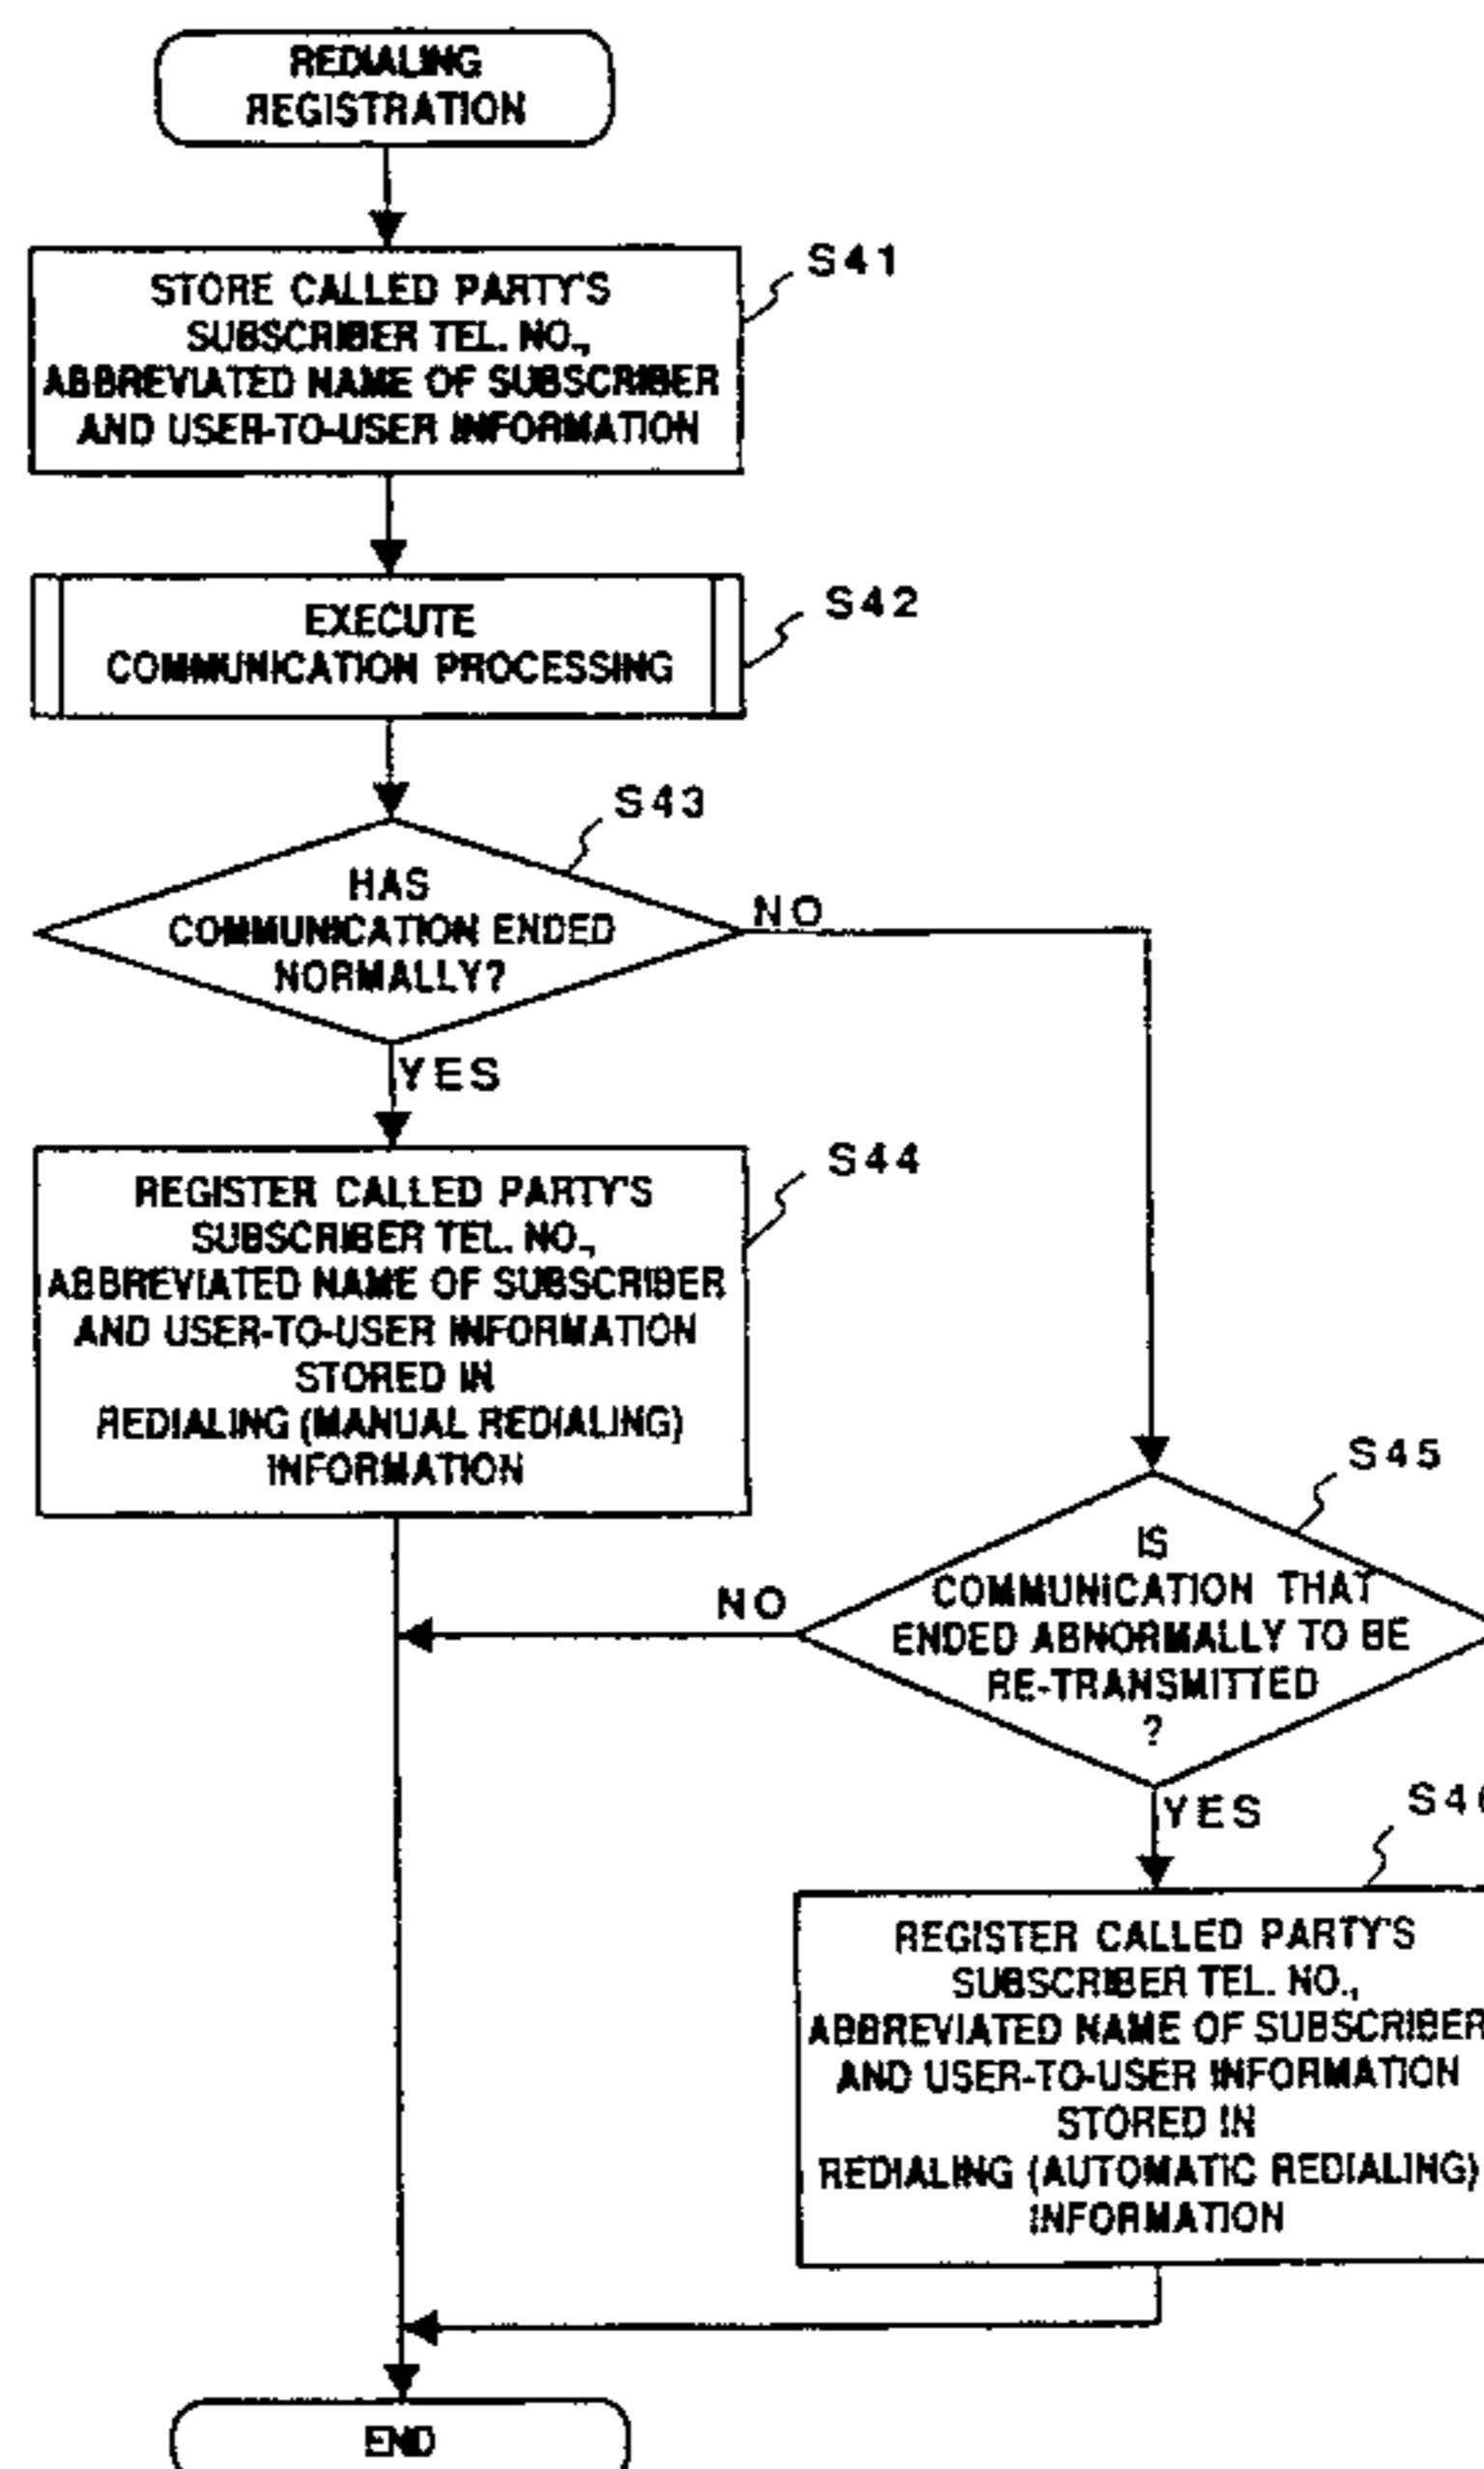 REDIALING
REGISTRATION
S41
STORE CALLED PARTY'S
SUBSCRIBER TEL. NO.,
ABBREVIATED NAME OF SUBSCRIBER
AND USER-TO-USER INFORMATION
S42
EXECUTE
COMMUNICATION PROCESSING
S43
HAS
COMMUNICATION ENDED
NORMALLY?
NO
YES
S44
REGISTER CALLED PARTY'S
SUBSCRIBER TEL. NO.,
ABBREVIATED NAME OF SUBSCRIBER
AND USER-TO-USER INFORMATION
STORED IN
REDIALING (MANUAL REDIALING)
INFORMATION
S45
IS
COMMUNICATION THAT
ENDED ABNORMALLY TO BE
RE-TRANSMITTED
?
NO
YES
REGISTER CALLED PARTY'S
SUBSCRIBER TEL. NO.,
ABBREVIATED NAME OF SUBSCRIBER
AND USER-TO-USER INFORMATION
STORED IN
REDIALING (AUTOMATIC REDIALING)
INFORMATION
END